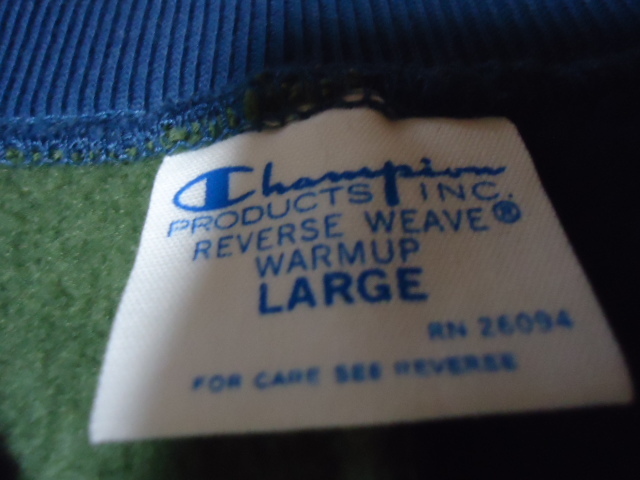 Champion
PRODUCTS INC.
REVERSE WEAVE®
WARMUP
LARGE
RN 26094
FOR CARE SEE REVERSE